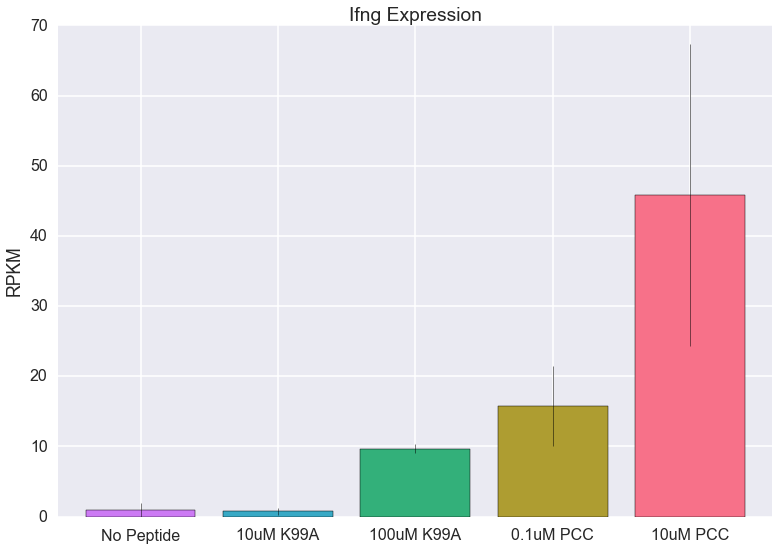 Ifng Expression
RPKM
70
60
50
40
30
20
10
0
No Peptide
10uM K99A
100uM K99A
0.1uM PCC
10uM PCC